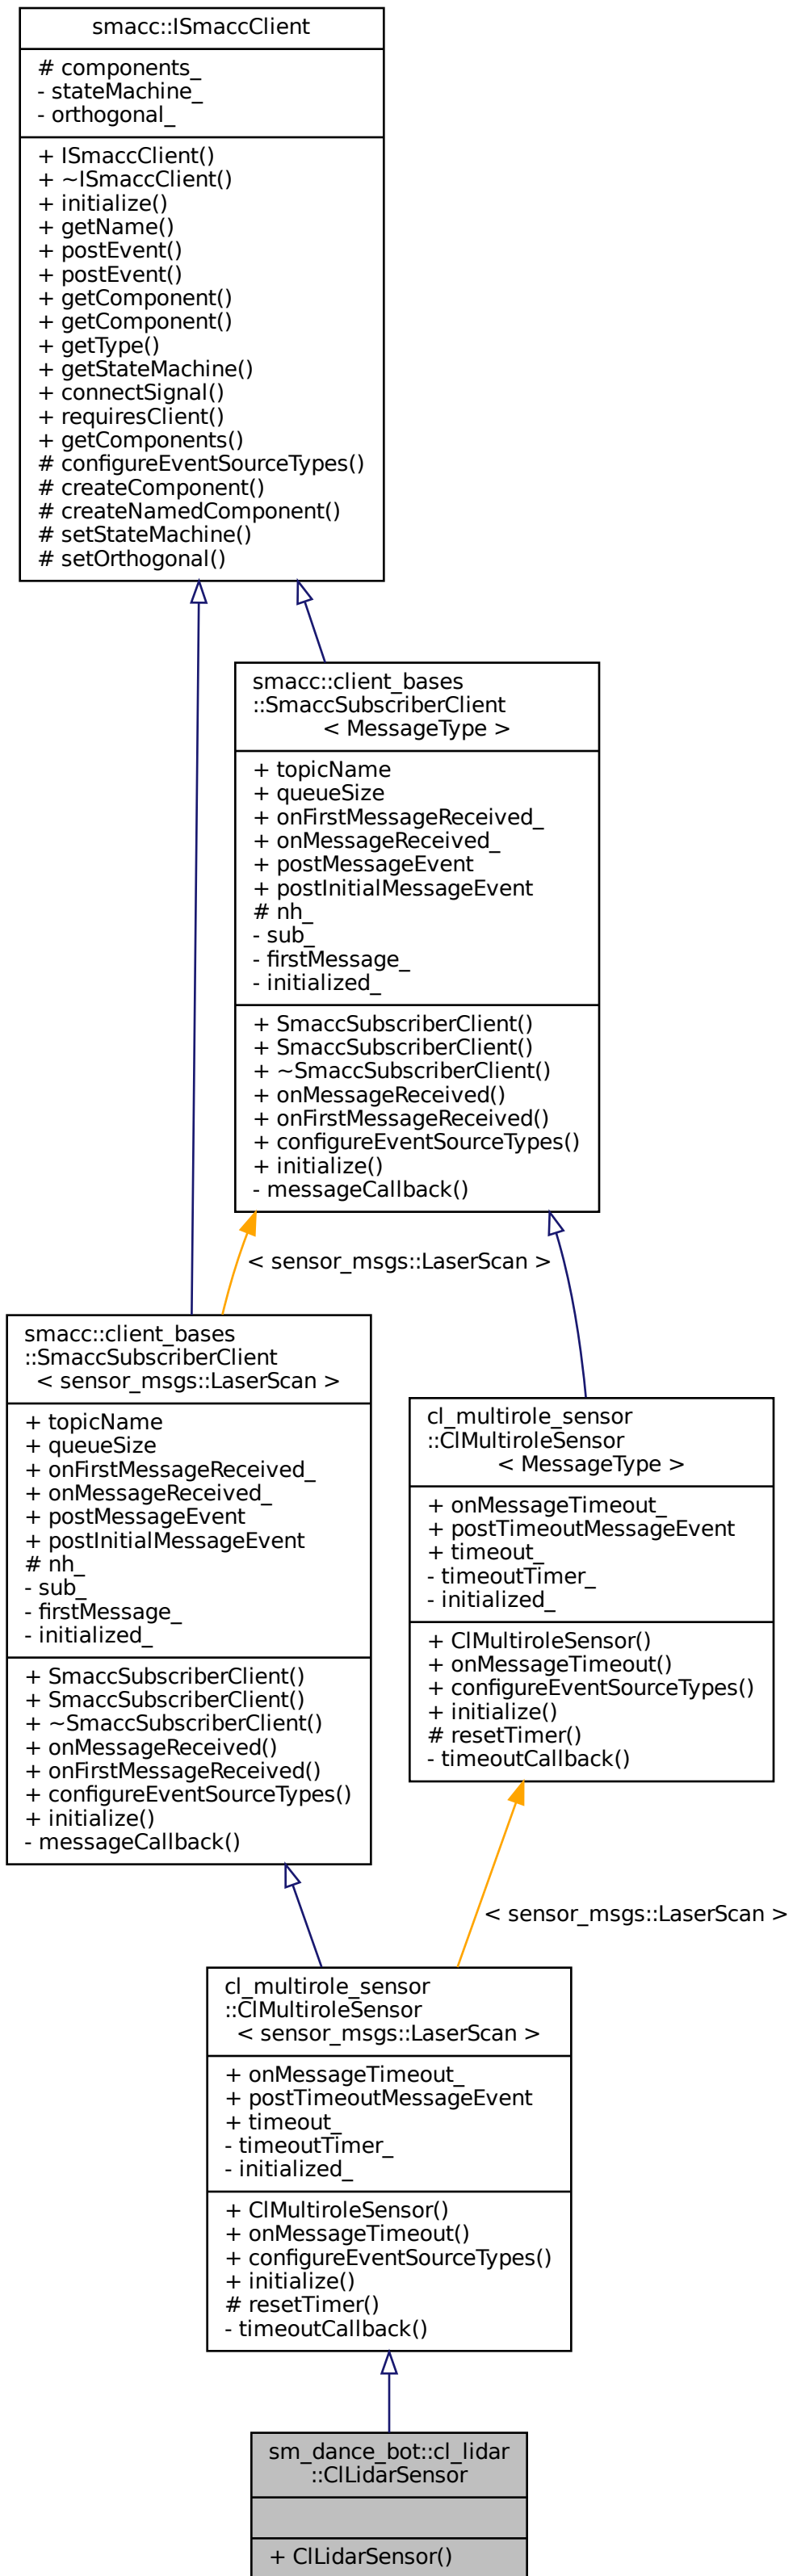 smacc::ISmaccClient
# components_
- stateMachine_
- orthogonal_
+ ISmaccClient()
+ ~ISmaccClient()
+ initialize()
+ getName()
+ postEvent()
+ postEvent()
+ getComponent()
+ getComponent()
+ getType()
+ getStateMachine()
+ connectSignal()
+ requiresClient()
+ getComponents()
# configureEventSourceTypes()
# createComponent()
# createNamedComponent()
# setStateMachine()
# setOrthogonal()
smacc::client_bases
::SmaccSubscriberClient
< MessageType >
+ topicName
+ queueSize
+ onFirstMessageReceived_
+ onMessageReceived_
+ postMessageEvent
+ postInitialMessageEvent
# nh_
- sub_
- firstMessage_
- initialized_
+ SmaccSubscriberClient()
+ SmaccSubscriberClient()
+ ~SmaccSubscriberClient()
+ onMessageReceived()
+ onFirstMessageReceived()
+ configureEventSourceTypes()
+ initialize()
- messageCallback()
< sensor_msgs::LaserScan >
smacc::client_bases
::SmaccSubscriberClient
< sensor_msgs::LaserScan >
+ topicName
+ queueSize
+ onFirstMessageReceived_
+ onMessageReceived_
+ postMessageEvent
+ postInitialMessageEvent
# nh_
- sub_
- firstMessage_
- initialized_
+ SmaccSubscriberClient()
+ SmaccSubscriberClient()
+ ~SmaccSubscriberClient()
+ onMessageReceived()
+ onFirstMessageReceived()
+ configureEventSourceTypes()
+ initialize()
- messageCallback()
cl_multirole_sensor
::ClMultiroleSensor
< MessageType >
+ onMessageTimeout_
+ postTimeoutMessageEvent
+ timeout_
- timeoutTimer_
- initialized_
+ ClMultiroleSensor()
+ onMessageTimeout()
+ configureEventSourceTypes()
+ initialize()
# resetTimer()
- timeoutCallback()
< sensor_msgs::LaserScan >
cl_multirole_sensor
::ClMultiroleSensor
< sensor_msgs::LaserScan >
+ onMessageTimeout_
+ postTimeoutMessageEvent
+ timeout_
- timeoutTimer_
- initialized_
+ ClMultiroleSensor()
+ onMessageTimeout()
+ configureEventSourceTypes()
+ initialize()
# resetTimer()
- timeoutCallback()
sm_dance_bot::cl_lidar
::ClLidarSensor
+ ClLidarSensor()